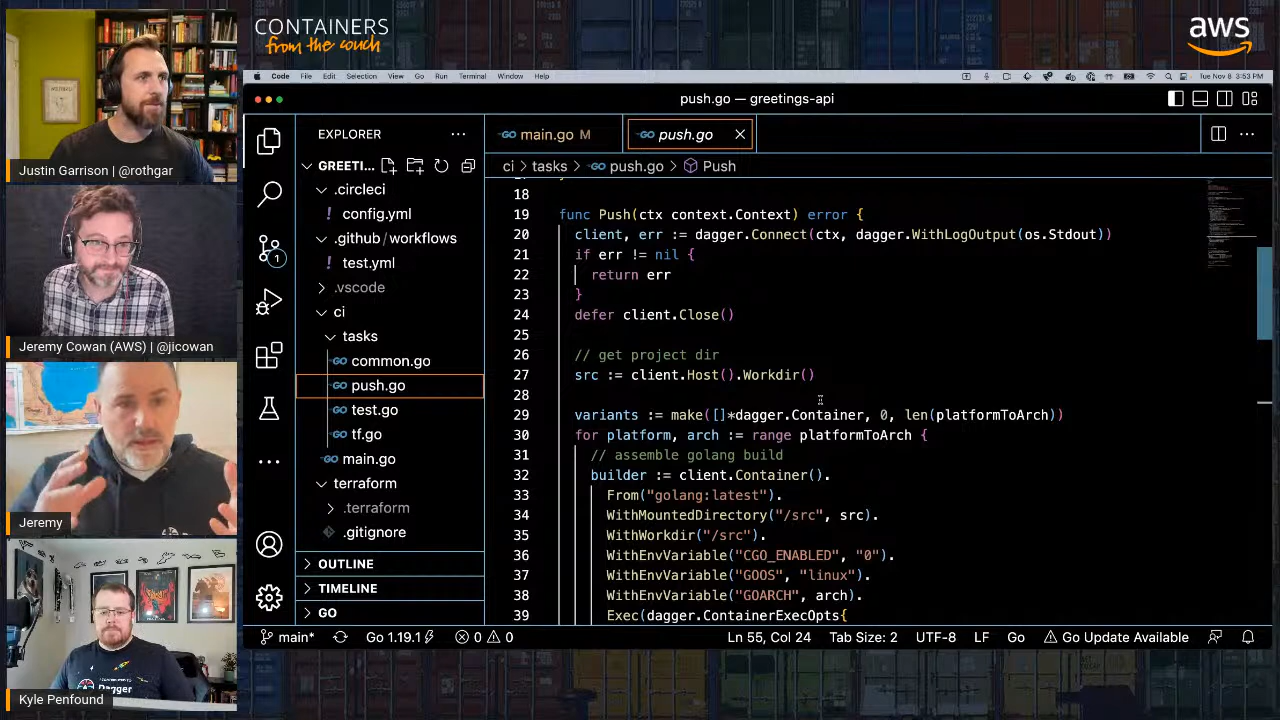 CONTAINERS
from the couch
aws
Justin Garrison | @rothgar
Jeremy Cowan (AWS) | @jicowan
Jeremy
Kyle Penfound
Dagger
Code File Edit Selection View Go Run Terminal Window Help
Tue Nov 8 3:53 PM
push.go — greetings-api
EXPLORER
GREETI...
.circleci
config.yml
.github/workflows
test.yml
.vscode
ci
tasks
common.go
push.go
test.go
tf.go
main.go
terraform
.terraform
.gitignore
OUTLINE
TIMELINE
GO
1
main.go M
push.go
ci > tasks > push.go > Push
18
19 func Push(ctx context.Context) error {
20 client, err := dagger.Connect(ctx, dagger.WithLogOutput(os.Stdout))
21 if err != nil {
22 return err
23 }
24 defer client.Close()
25
26 // get project dir
27 src := client.Host().Workdir()
28
29 variants := make([]*dagger.Container, 0, len(platformToArch))
30 for platform, arch := range platformToArch {
31 // assemble golang build
32 builder := client.Container().
33 From("golang:latest").
34 WithMountedDirectory("/src", src).
35 WithWorkdir("/src").
36 WithEnvVariable("CGO_ENABLED", "0").
37 WithEnvVariable("GOOS", "linux").
38 WithEnvVariable("GOARCH", arch).
39 Exec(dagger.ContainerExecOpts{
main* Go 1.19.1 0 0 Ln 55, Col 24 Tab Size: 2 UTF-8 LF Go Go Update Available